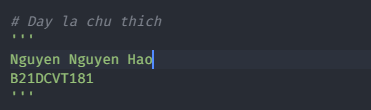 # Day la chu thich
'''
Nguyen Nguyen Hao
B21DCVT181
'''